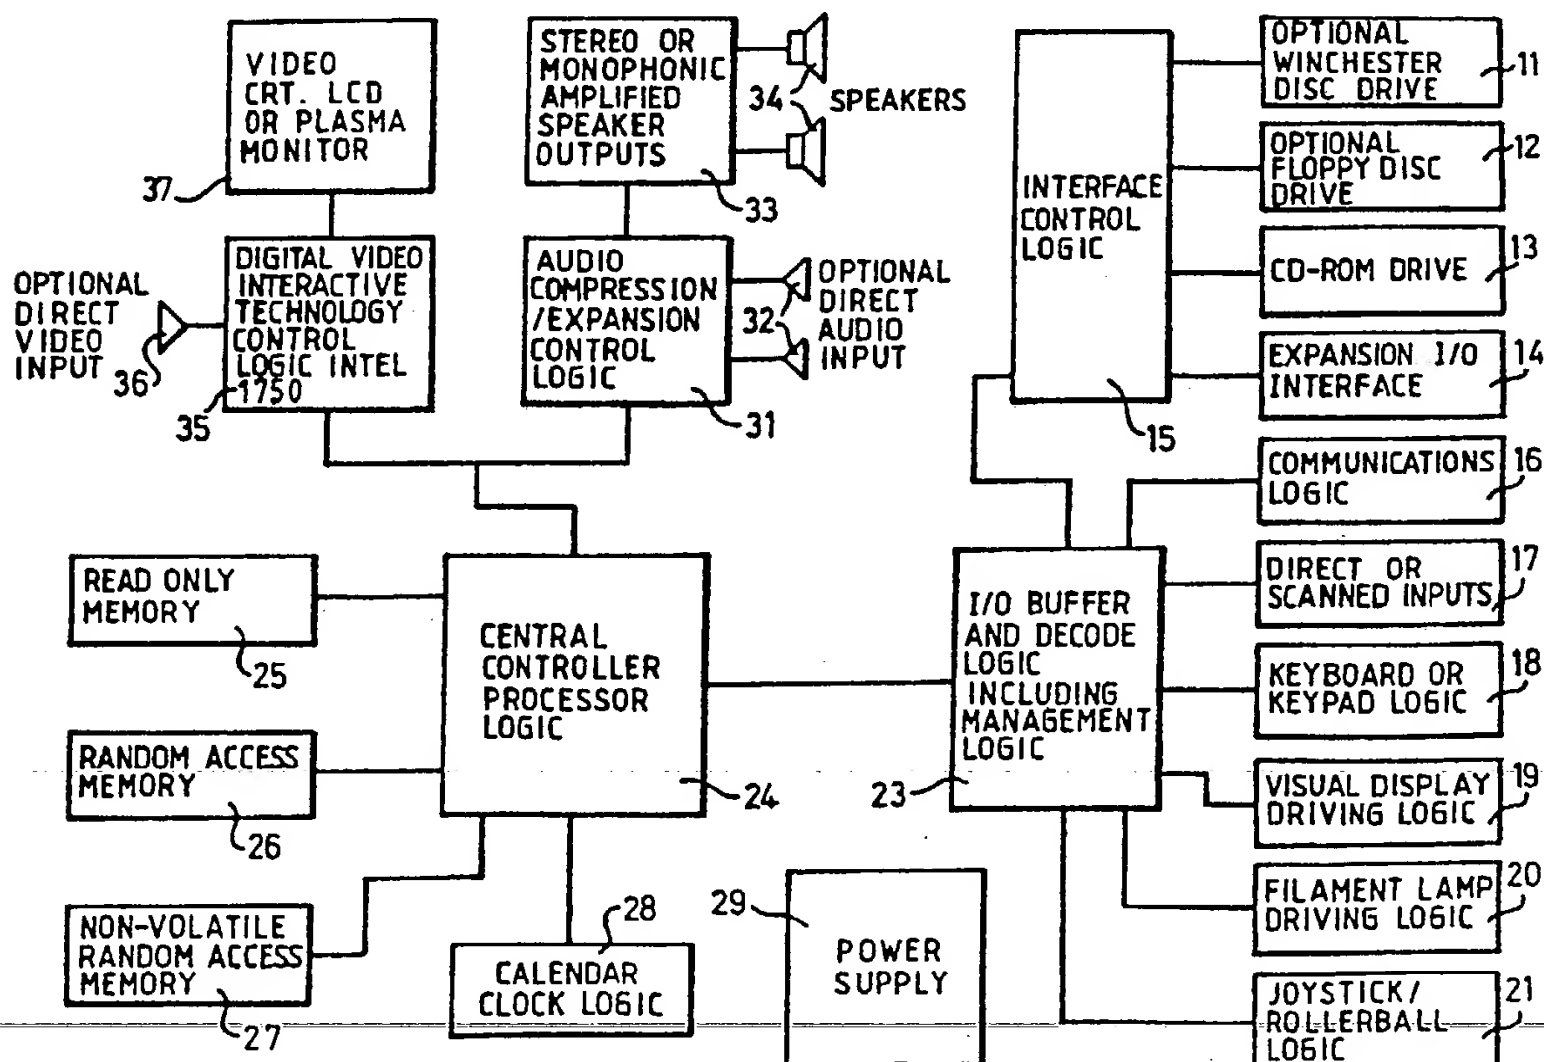 VIDEO
CRT. LCD
OR PLASMA
MONITOR
37
STEREO OR
MONOPHONIC
AMPLIFIED
SPEAKER
OUTPUTS
33
34
SPEAKERS
OPTIONAL
DIRECT
VIDEO
INPUT
36
DIGITAL VIDEO
INTERACTIVE
TECHNOLOGY
CONTROL
LOGIC INTEL
1750
35
AUDIO
COMPRESSION
/EXPANSION
CONTROL
LOGIC
31
32
OPTIONAL
DIRECT
AUDIO
INPUT
INTERFACE
CONTROL
LOGIC
15
OPTIONAL
WINCHESTER
DISC DRIVE
11
OPTIONAL
FLOPPY DISC
DRIVE
12
CD-ROM DRIVE
13
EXPANSION I/O
INTERFACE
14
COMMUNICATIONS
LOGIC
16
DIRECT OR
SCANNED INPUTS
17
KEYBOARD OR
KEYPAD LOGIC
18
VISUAL DISPLAY
DRIVING LOGIC
19
FILAMENT LAMP
DRIVING LOGIC
20
JOYSTICK/
ROLLERBALL
LOGIC
21
READ ONLY
MEMORY
25
RANDOM ACCESS
MEMORY
26
NON-VOLATILE
RANDOM ACCESS
MEMORY
27
CENTRAL
CONTROLLER
PROCESSOR
LOGIC
24
I/O BUFFER
AND DECODE
LOGIC
INCLUDING
MANAGEMENT
LOGIC
23
28
CALENDAR
CLOCK LOGIC
29
POWER
SUPPLY